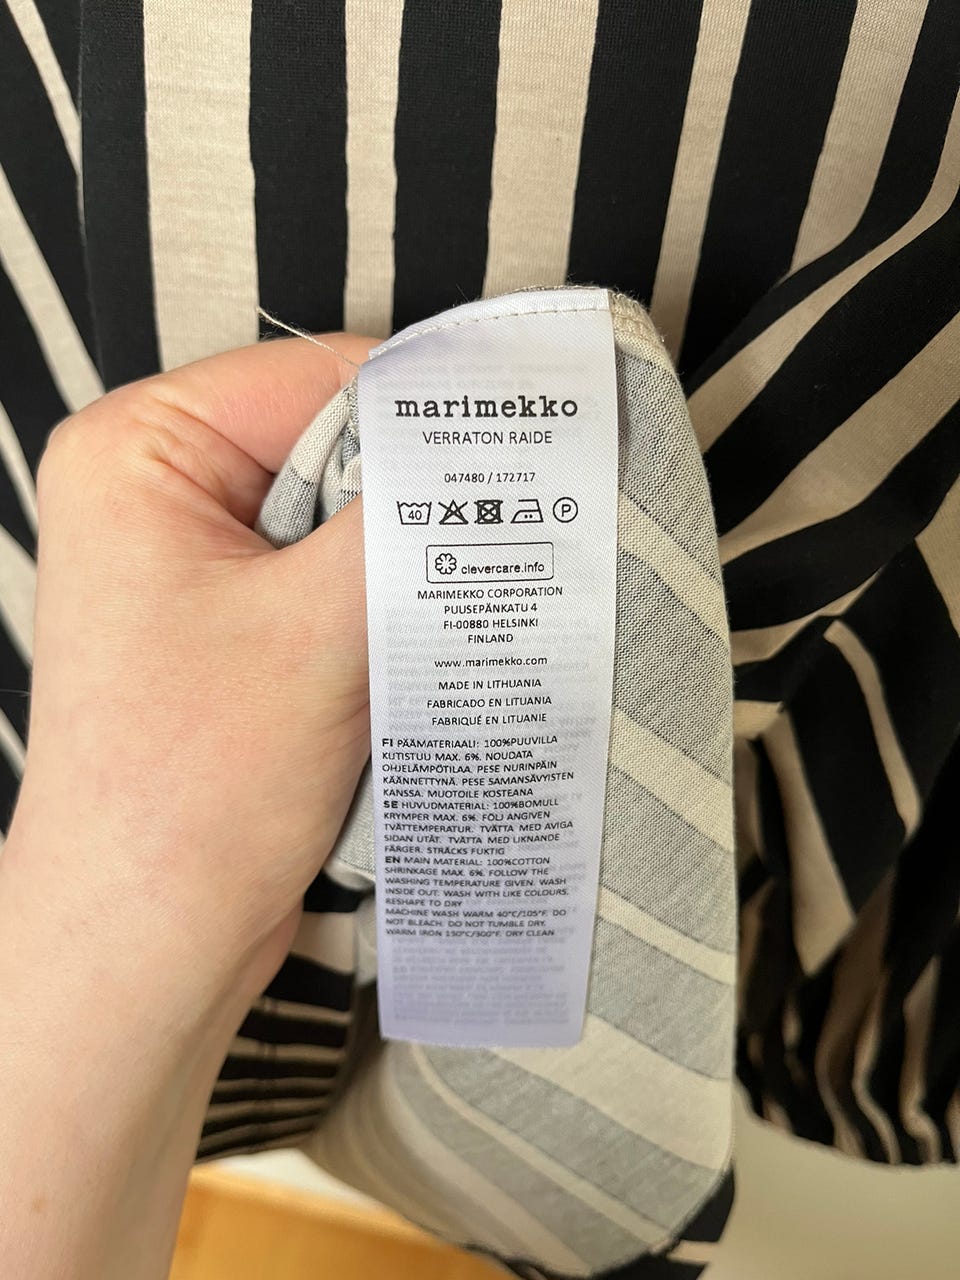 marimekko
VERRATON RAIDE
047480 / 172717
40 P
clevercare.info
MARIMEKKO CORPORATION
PUUSEPÄNKATU 4
FI-00880 HELSINKI
FINLAND
www.marimekko.com
MADE IN LITHUANIA
FABRICADO EN LITUANIA
FABRIQUÉ EN LITUANIE
FI PÄÄMATERIAALI: 100%PUUVILLA
KUTISTUU MAX. 6%. NOUDATA
OHJELÄMPÖTILAA. PESE NURINPÄIN
KÄÄNNETTYNÄ. PESE SAMANSÄVYISTEN
KANSSA. MUOTOILE KOSTEANA
SE HUVUDMATERIAL: 100%BOMULL
KRYMPER MAX. 6%. FÖLJ ANGIVEN
TVÄTTEMPERATUR. TVÄTTA MED AVIGA
SIDAN UTÅT. TVÄTTA MED LIKNANDE
FÄRGER. STRÄCKS FUKTIG
EN MAIN MATERIAL: 100%COTTON
SHRINKAGE MAX. 6%. FOLLOW THE
WASHING TEMPERATURE GIVEN. WASH
INSIDE OUT. WASH WITH LIKE COLOURS.
RESHAPE TO DRY
MACHINE WASH WARM 40°C/105°F. DO
NOT BLEACH. DO NOT TUMBLE DRY.
WARM IRON 150°C/300°F. DRY CLEAN